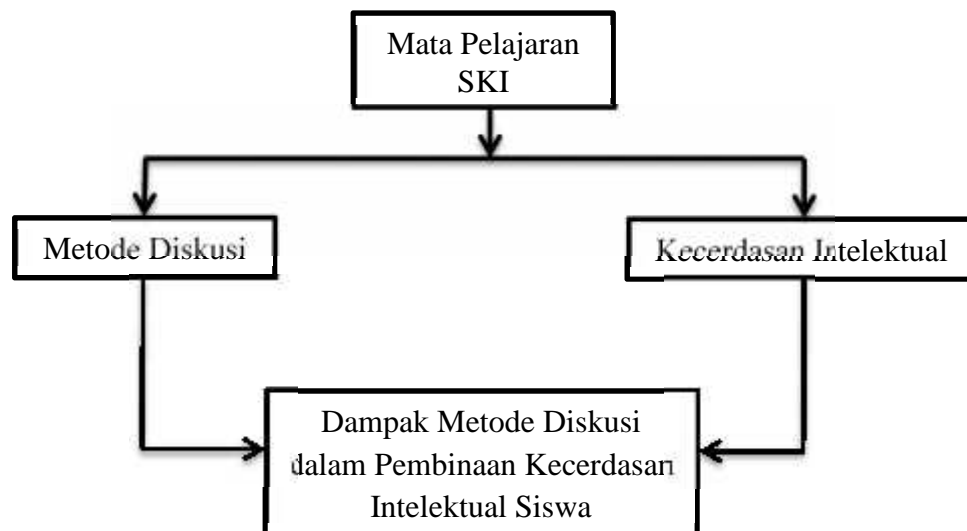 Mata Pelajaran
SKI
Metode Diskusi
Kecerdasan Intelektual
Dampak Metode Diskusi
dalam Pembinaan Kecerdasan
Intelektual Siswa